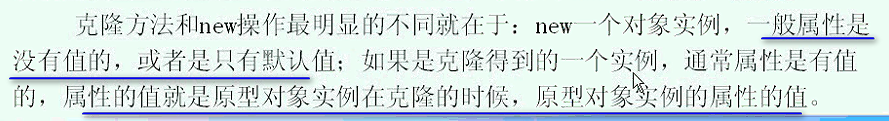 克隆方法和new操作最明显的不同就在于：new一个对象实例，一般属性是
没有值的，或者是只有默认值；如果是克隆得到的一个实例，通常属性是有值
的，属性的值就是原型对象实例在克隆的时候，原型对象实例的属性的值。